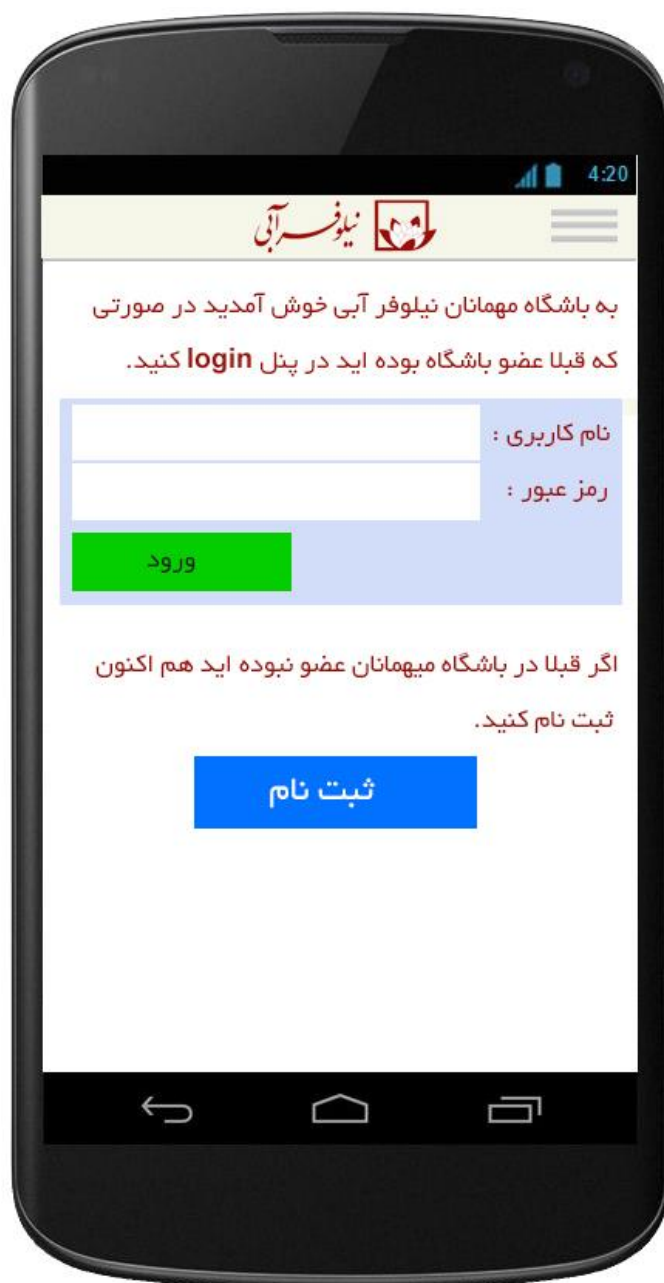 4:20
نیلوفر آبی
به باشگاه مهمانان نیلوفر آبی خوش آمدید در صورتی
که قبلا عضو باشگاه بوده اید در پنل login کنید.
نام کاربری :
رمز عبور :
ورود
اگر قبلا در باشگاه میهمانان عضو نبوده اید هم اکنون
ثبت نام کنید.
ثبت نام